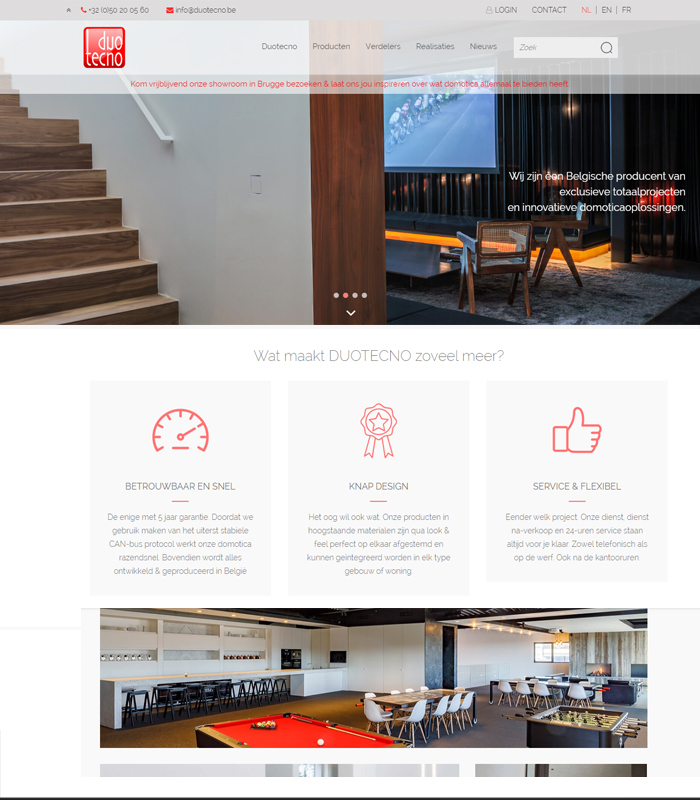 +32 (0)50 20 05 60 info@duotecno.be LOGIN CONTACT NL | EN | FR
duo
tecno
Duotecno Producten Verdelers Realisaties Nieuws Zoek
Kom vrijblijvend onze showroom in Brugge bezoeken & laat ons jou inspireren over wat domotica allemaal te bieden heeft
Wij zijn één Belgische producent van
exclusieve totaalprojecten
en innovatieve domoticaoplossingen.
Wat maakt DUOTECNO zoveel meer?
BETROUWBAAR EN SNEL
De enige met 5 jaar garantie. Doordat we
gebruik maken van het uiterst stabiele
CAN-bus protocol werkt onze domotica
razendsnel. Bovendien wordt alles
ontwikkeld & geproduceerd in België
KNAP DESIGN
Het oog wil ook wat. Onze producten in
hoogstaande materialen zijn qua look &
feel perfect op elkaar afgestemd en
kunnen geïntegreerd worden in elk type
gebouw of woning
SERVICE & FLEXIBEL
Eender welk project. Onze dienst, dienst
na-verkoop en 24-uren service staan
altijd voor je klaar. Zowel telefonisch als
op de werf. Ook na de kantooruren